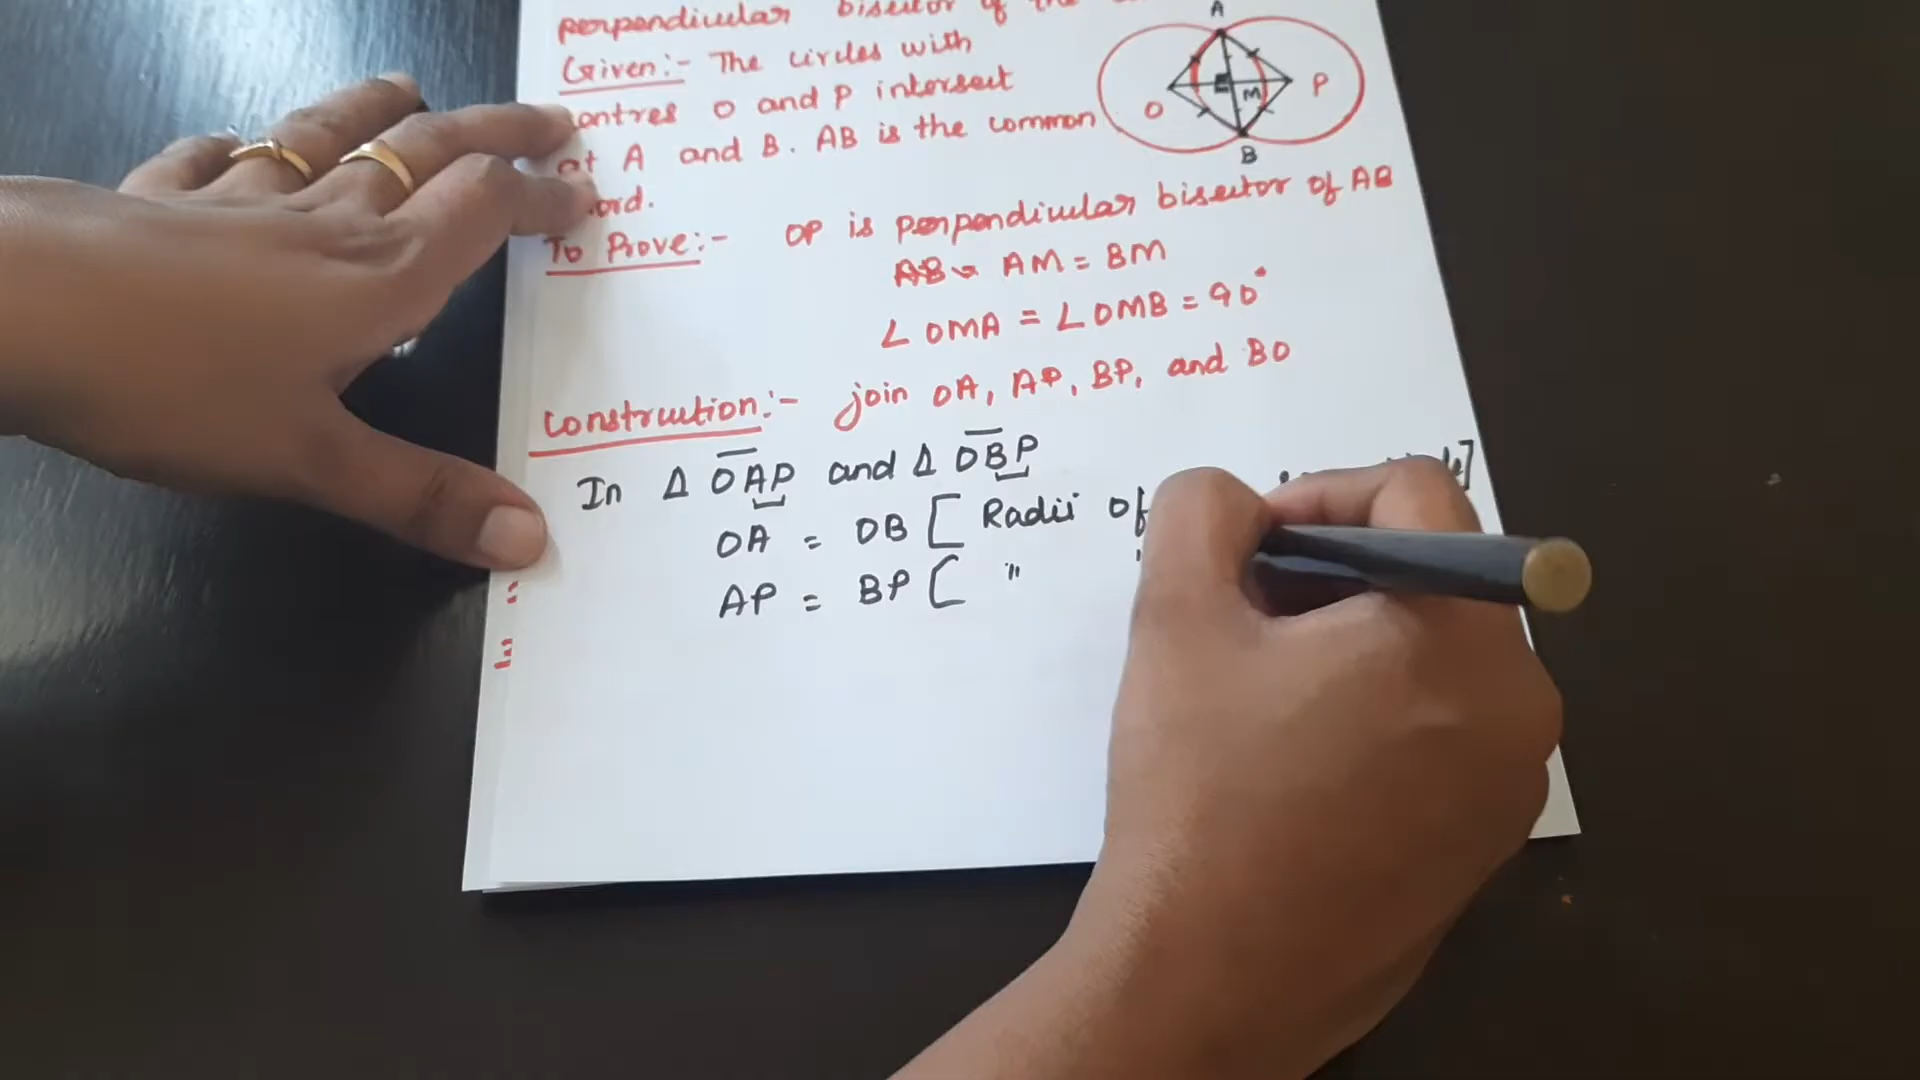 perpendicular bisector of the
Given:- The circles with
centres O and P intersect
at A and B. AB is the common
chord.
A
O
M
P
B
To Prove:- OP is perpendicular bisector of AB
AM = BM
∠OMA = ∠OMB = 90°
Construction:- join OA, AP, BP, and BO
In Δ OAP and Δ OBP
OA = OB [Radii of
AP = BP [ " "